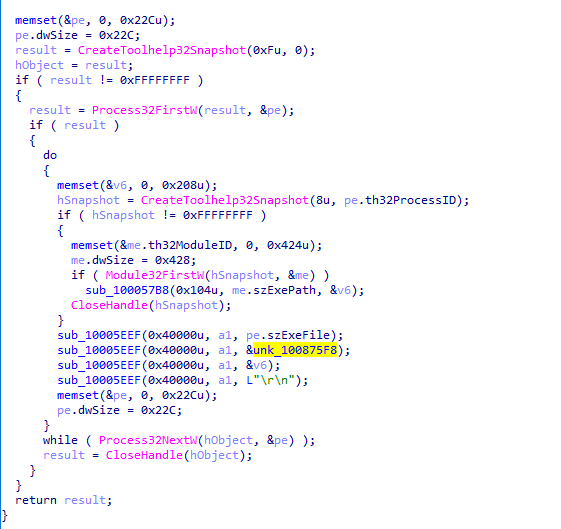 memset(&pe, 0, 0x22Cu);
pe.dwSize = 0x22C;
result = CreateToolhelp32Snapshot(0xFu, 0);
hObject = result;
if ( result != 0xFFFFFFFF )
{
result = Process32FirstW(result, &pe);
if ( result )
{
do
{
memset(&v6, 0, 0x208u);
hSnapshot = CreateToolhelp32Snapshot(8u, pe.th32ProcessID);
if ( hSnapshot != 0xFFFFFFFF )
{
memset(&me.th32ModuleID, 0, 0x424u);
me.dwSize = 0x428;
if ( Module32FirstW(hSnapshot, &me) )
sub_100057B8(0x104u, me.szExePath, &v6);
CloseHandle(hSnapshot);
}
sub_10005EEF(0x40000u, a1, pe.szExeFile);
sub_10005EEF(0x40000u, a1, &unk_100875F8);
sub_10005EEF(0x40000u, a1, &v6);
sub_10005EEF(0x40000u, a1, L"\r\n");
memset(&pe, 0, 0x22Cu);
pe.dwSize = 0x22C;
}
while ( Process32NextW(hObject, &pe) );
result = CloseHandle(hObject);
}
}
return result;
}